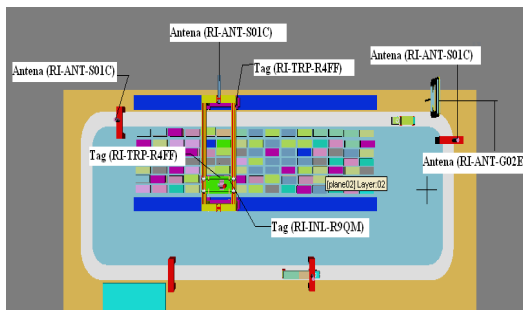 Antena (RI-ANT-S01C)
Antena (RI-ANT-S01C)
Antena (RI-ANT-S01C)
Tag (RI-TRP-R4FF)
Tag (RI-TRP-R4FF)
Antena (RI-ANT-G02E
[plane02] Layer:02
Tag (RI-INL-R9QM)